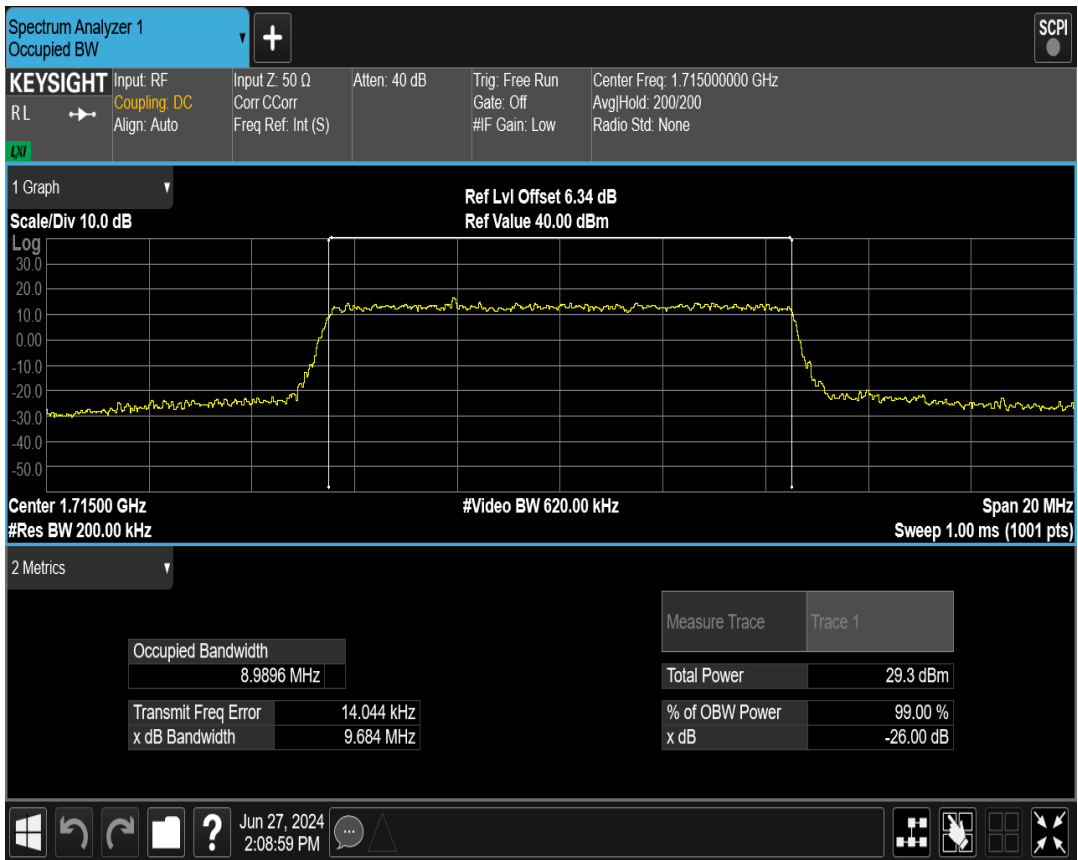 Spectrum Analyzer 1
Occupied BW
SCPI
KEYSIGHT
RL
LXI
Input: RF
Coupling: DC
Align: Auto
Input Z: 50 Ω
Corr CCorr
Freq Ref: Int (S)
Atten: 40 dB
Trig: Free Run
Gate: Off
#IF Gain: Low
Center Freq: 1.715000000 GHz
Avg|Hold: 200/200
Radio Std: None
1 Graph
Ref Lvl Offset 6.34 dB
Scale/Div 10.0 dB
Ref Value 40.00 dBm
Log
30.0
20.0
10.0
0.00
-10.0
-20.0
-30.0
-40.0
-50.0
Center 1.71500 GHz
#Video BW 620.00 kHz
Span 20 MHz
#Res BW 200.00 kHz
Sweep 1.00 ms (1001 pts)
2 Metrics
Measure Trace
Trace 1
Occupied Bandwidth
8.9896 MHz
Total Power
29.3 dBm
Transmit Freq Error
14.044 kHz
% of OBW Power
99.00 %
x dB Bandwidth
9.684 MHz
x dB
-26.00 dB
?
Jun 27, 2024
2:08:59 PM